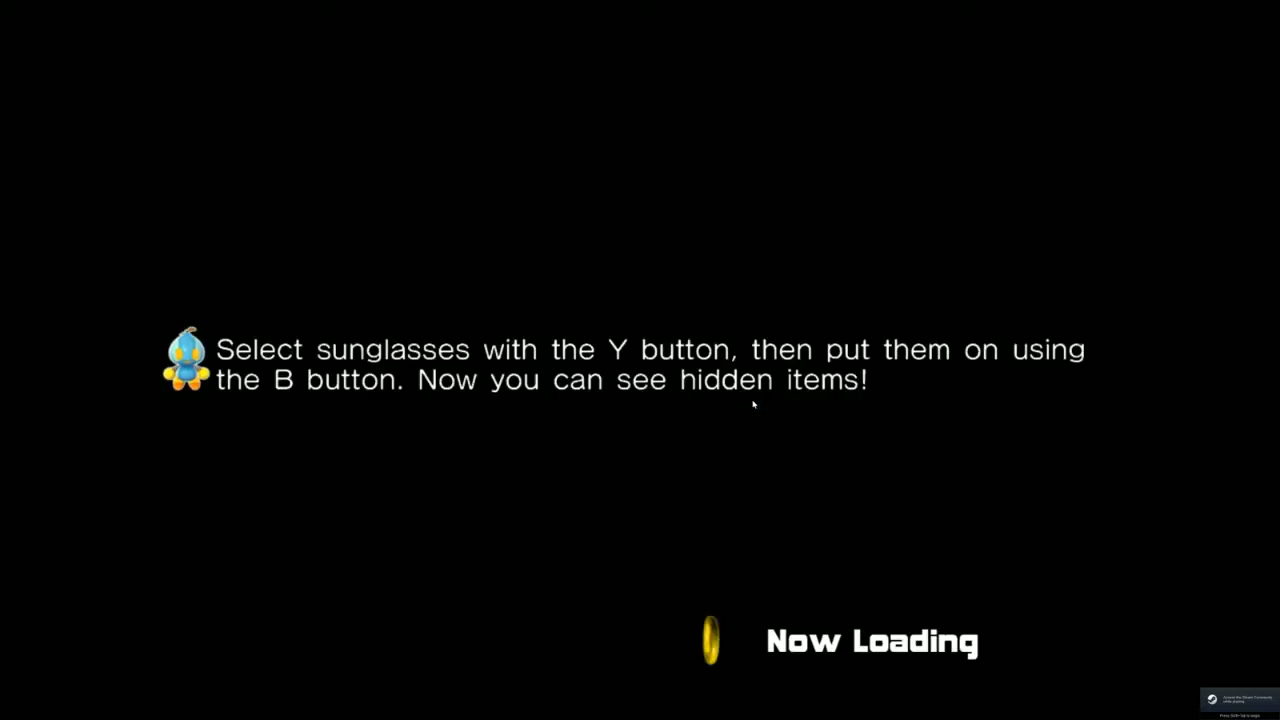 Select sunglasses with the Y button, then put them on using
the B button. Now you can see hidden items!
Now Loading